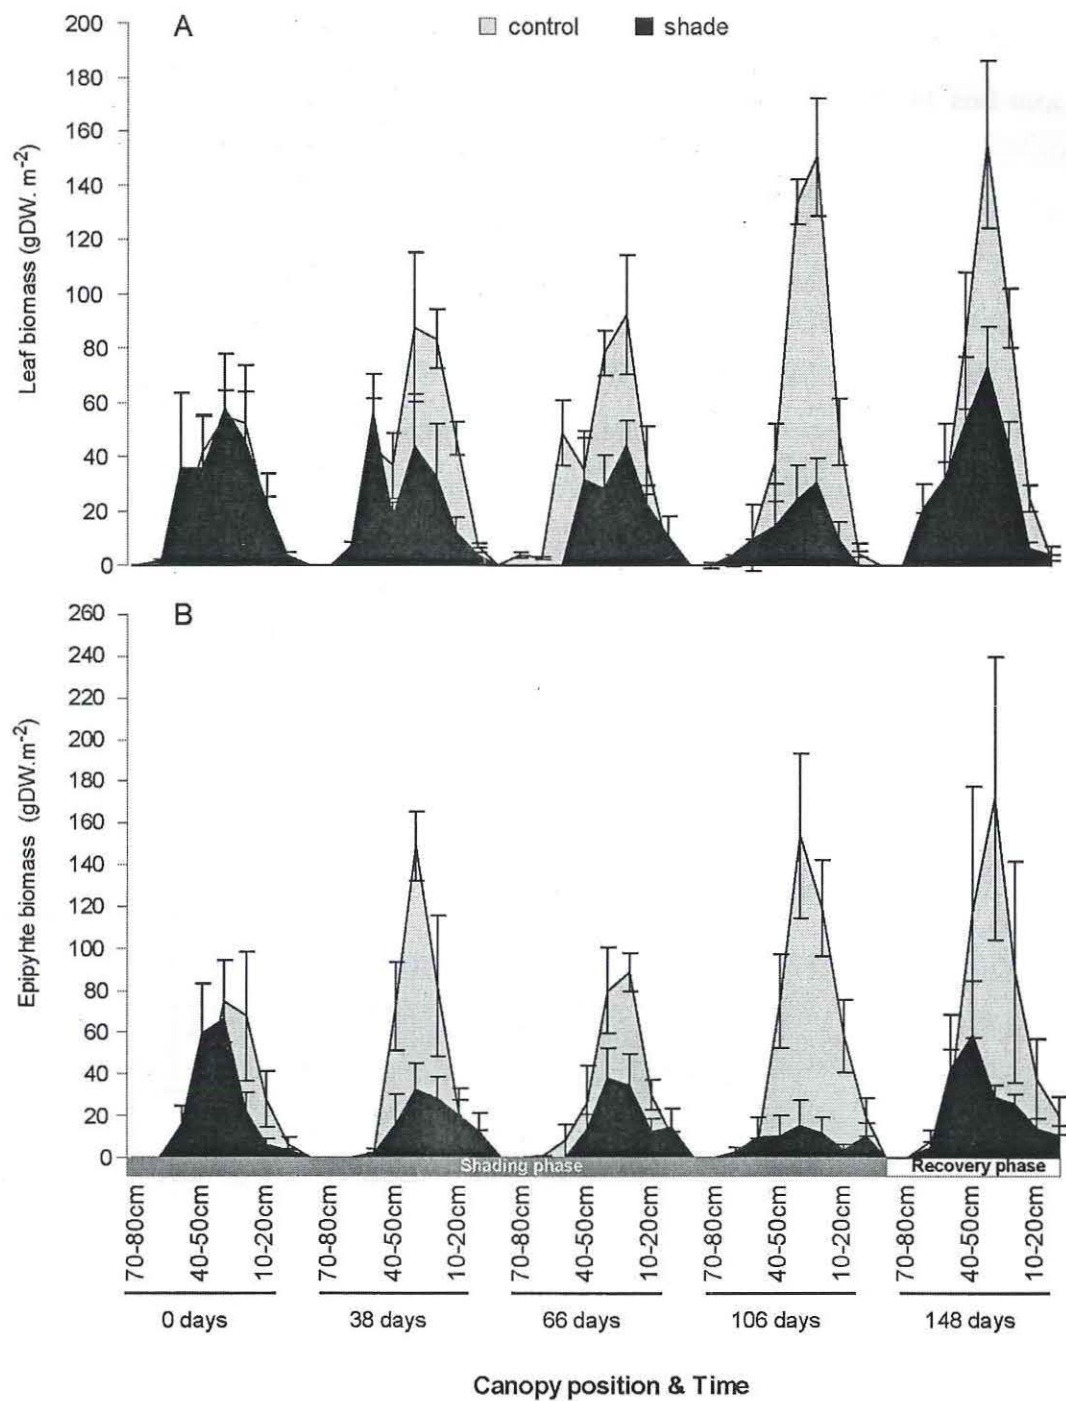 A
control shade
Leaf biomass (gDW. m-2)
200
180
160
140
120
100
80
60
40
20
0
B
Epipyhte biomass (gDW.m-2)
260
240
220
200
180
160
140
120
100
80
60
40
20
0
Shading phase Recovery phase
70-80cm 40-50cm 10-20cm 70-80cm 40-50cm 10-20cm 70-80cm 40-50cm 10-20cm 70-80cm 40-50cm 10-20cm 70-80cm 40-50cm 10-20cm
0 days 38 days 66 days 106 days 148 days
Canopy position & Time